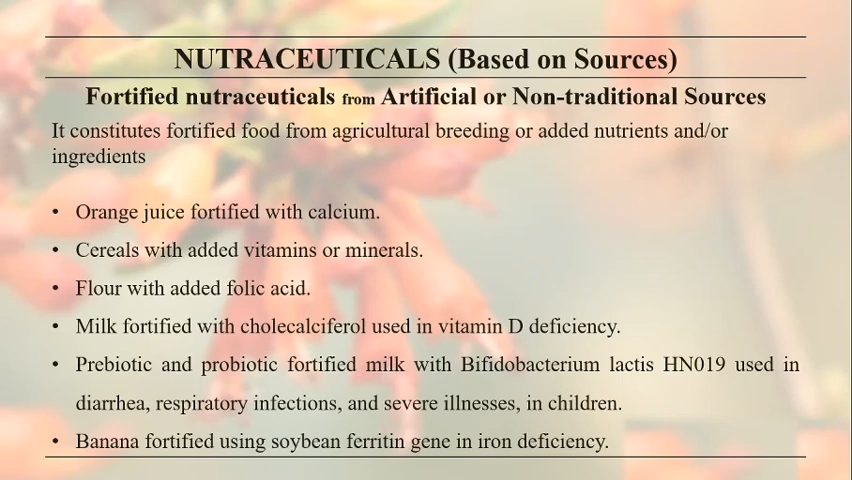 NUTRACEUTICALS (Based on Sources)
Fortified nutraceuticals from Artificial or Non-traditional Sources
It constitutes fortified food from agricultural breeding or added nutrients and/or
ingredients
• Orange juice fortified with calcium.
• Cereals with added vitamins or minerals.
• Flour with added folic acid.
• Milk fortified with cholecalciferol used in vitamin D deficiency.
• Prebiotic and probiotic fortified milk with Bifidobacterium lactis HN019 used in
diarrhea, respiratory infections, and severe illnesses, in children.
• Banana fortified using soybean ferritin gene in iron deficiency.